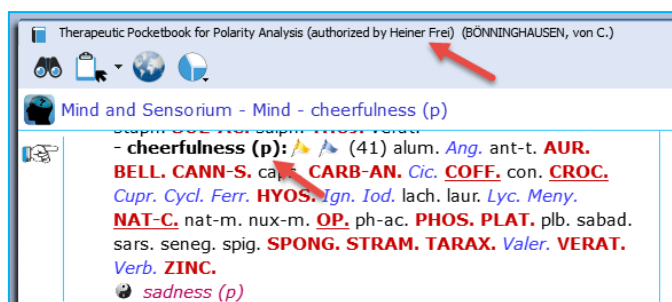 Therapeutic Pocketbook for Polarity Analysis (authorized by Heiner Frei) (BÖNNINGHAUSEN, von C.)
Mind and Sensorium - Mind - cheerfulness (p)
- cheerfulness (p): (41) alum. Ang. ant-t. AUR.
BELL. CANN-S. CARB-AN. Cic. COFF. con. CROC.
Cupr. Cycl. Ferr. HYOS. Ign. Iod. lach. laur. Lyc. Meny.
NAT-C. nat-m. nux-m. OP. ph-ac. PHOS. PLAT. plb. sabad.
sars. seneg. spig. SPONG. STRAM. TARAX. Valer. VERAT.
Verb. ZINC.
sadness (p)